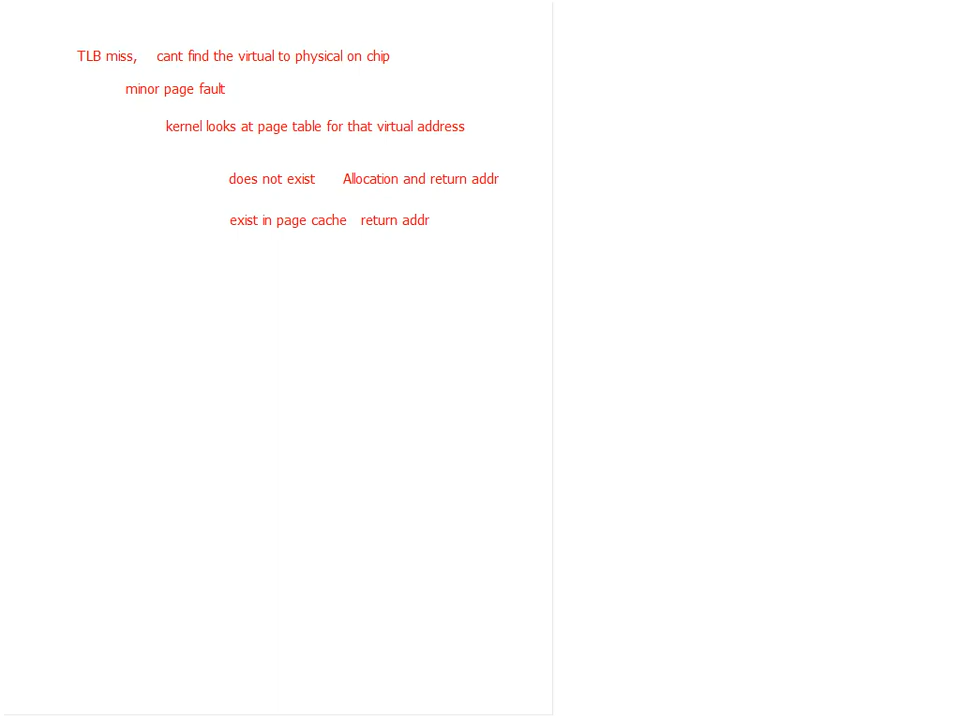 TLB miss, cant find the virtual to physical on chip
minor page fault
kernel looks at page table for that virtual address
does not exist Allocation and return addr
exist in page cache return addr